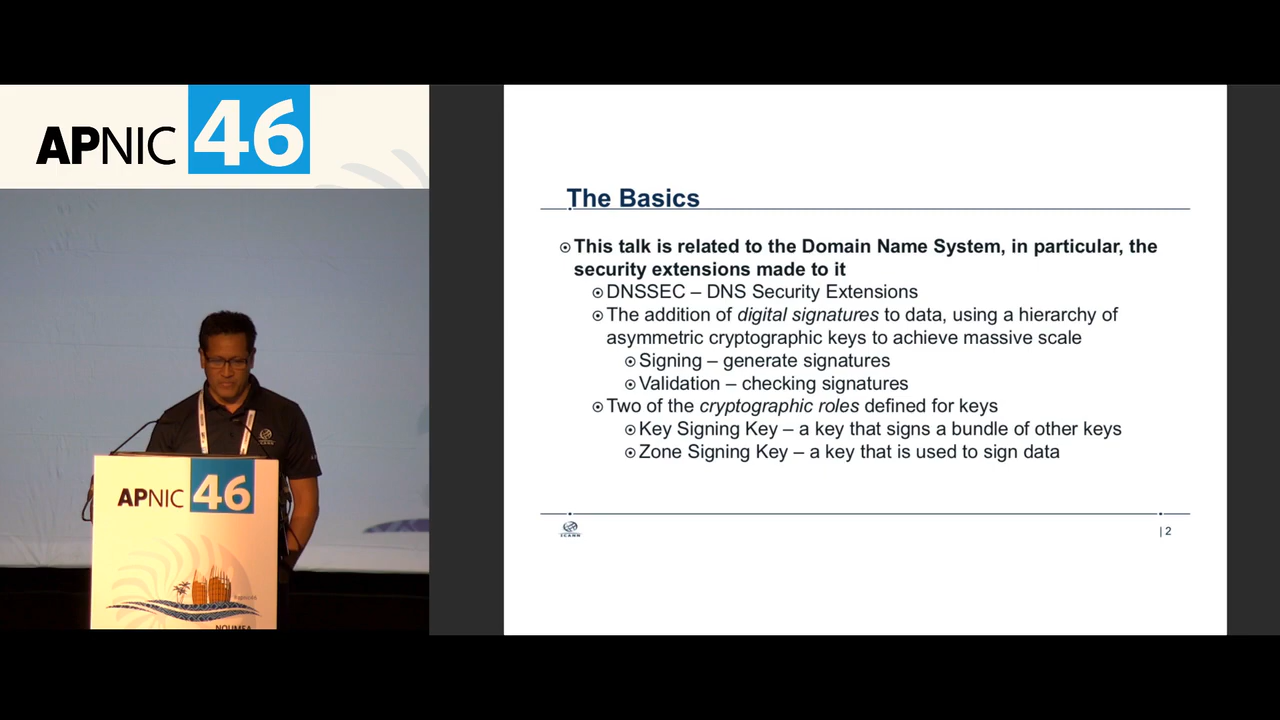 APNIC 46
The Basics
This talk is related to the Domain Name System, in particular, the
security extensions made to it
DNSSEC – DNS Security Extensions
The addition of digital signatures to data, using a hierarchy of
asymmetric cryptographic keys to achieve massive scale
Signing – generate signatures
Validation – checking signatures
Two of the cryptographic roles defined for keys
Key Signing Key – a key that signs a bundle of other keys
Zone Signing Key – a key that is used to sign data
ICANN
| 2
APNIC 46
NOUMEA